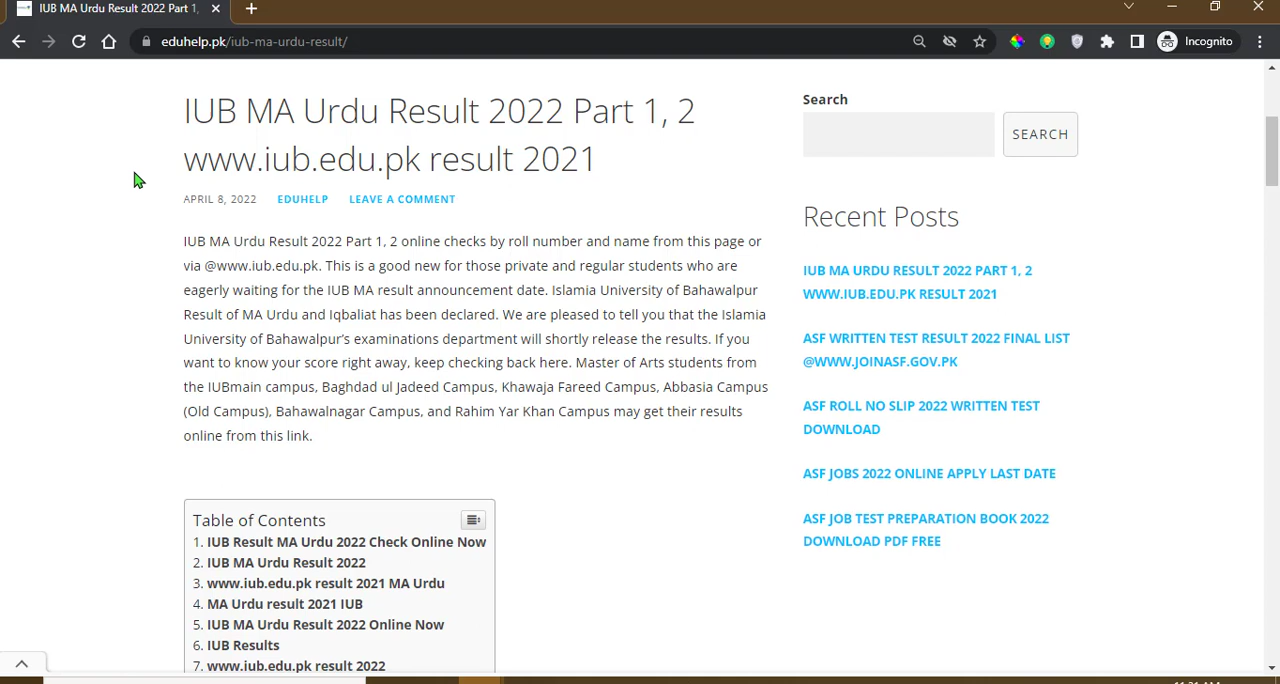 IUB MA Urdu Result 2022 Part 1,
eduhelp.pk/iub-ma-urdu-result/
Incognito
IUB MA Urdu Result 2022 Part 1, 2
www.iub.edu.pk result 2021
APRIL 8, 2022 EDUHELP LEAVE A COMMENT
IUB MA Urdu Result 2022 Part 1, 2 online checks by roll number and name from this page or
via @www.iub.edu.pk. This is a good new for those private and regular students who are
eagerly waiting for the IUB MA result announcement date. Islamia University of Bahawalpur
Result of MA Urdu and Iqbaliat has been declared. We are pleased to tell you that the Islamia
University of Bahawalpur’s examinations department will shortly release the results. If you
want to know your score right away, keep checking back here. Master of Arts students from
the IUBmain campus, Baghdad ul Jadeed Campus, Khawaja Fareed Campus, Abbasia Campus
(Old Campus), Bahawalnagar Campus, and Rahim Yar Khan Campus may get their results
online from this link.
Table of Contents
1. IUB Result MA Urdu 2022 Check Online Now
2. IUB MA Urdu Result 2022
3. www.iub.edu.pk result 2021 MA Urdu
4. MA Urdu result 2021 IUB
5. IUB MA Urdu Result 2022 Online Now
6. IUB Results
7. www.iub.edu.pk result 2022
Search
SEARCH
Recent Posts
IUB MA URDU RESULT 2022 PART 1, 2
WWW.IUB.EDU.PK RESULT 2021
ASF WRITTEN TEST RESULT 2022 FINAL LIST
@WWW.JOINASF.GOV.PK
ASF ROLL NO SLIP 2022 WRITTEN TEST
DOWNLOAD
ASF JOBS 2022 ONLINE APPLY LAST DATE
ASF JOB TEST PREPARATION BOOK 2022
DOWNLOAD PDF FREE